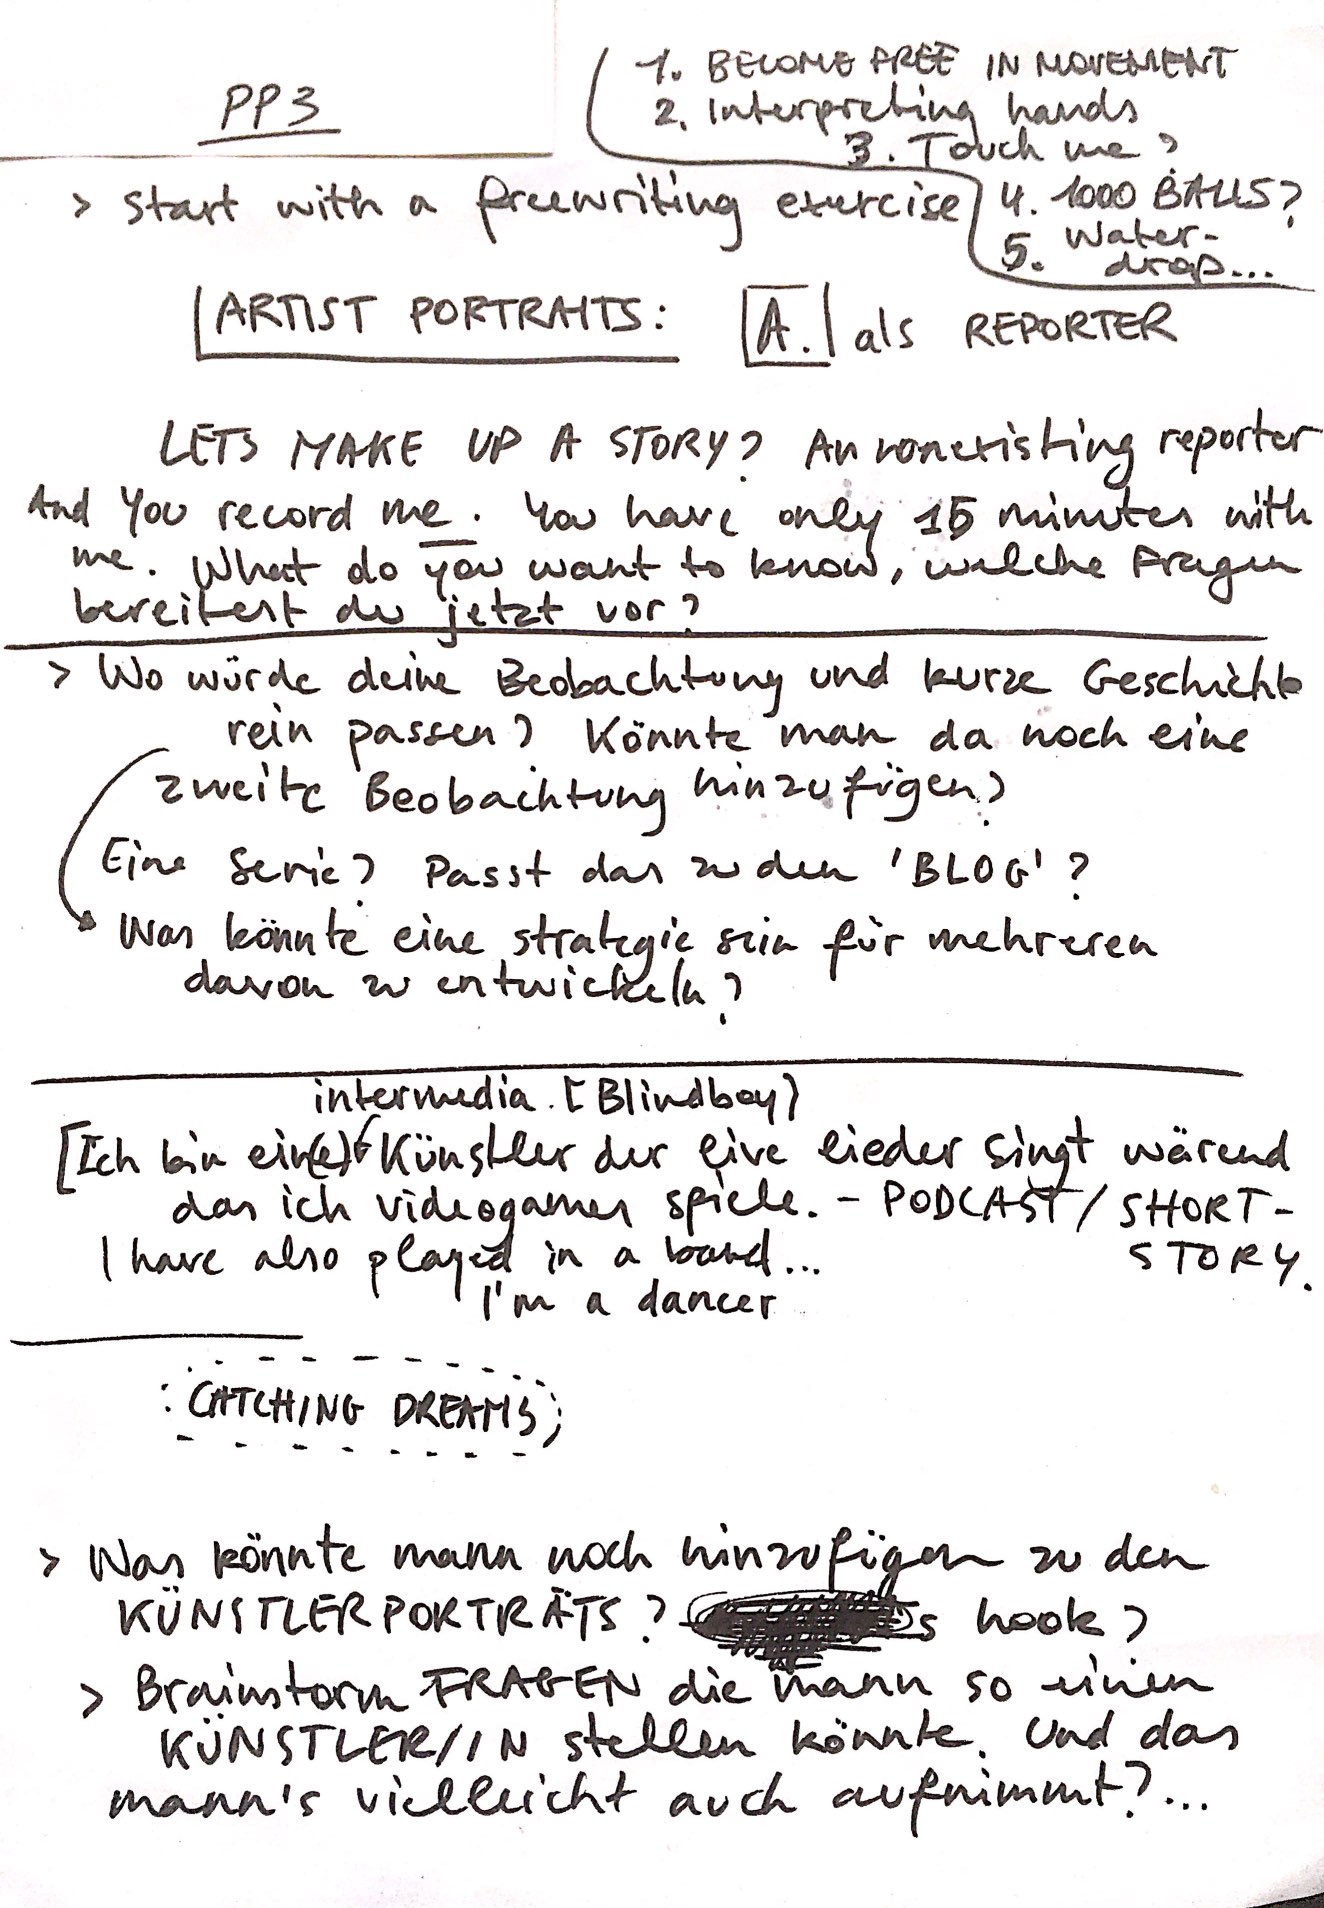 PP3
1. BECOME FREE IN MOVEMENT
2. Interpreting hands
3. Touch me?
4. 1000 BALLS?
5. Water-
drop...
> start with a freewriting exercise
ARTIST PORTRAITS: A. als REPORTER
LETS MAKE UP A STORY? An nonexisting reporter
And You record me. You have only 15 minutes with
me. What do you want to know, welche Fragen
bereitest du jetzt vor?
> Wo würde deine Beobachtung und kurze Geschichte
rein passen? Könnte man da noch eine
zweite Beobachtung hinzufügen?
Eine Serie? Passt das zu den 'BLOG'?
Was könnte eine strategie sein für mehreren
davon zu entwickeln?
intermedia. [Blindboy]
[Ich bin ein(e) Künstler der live lieder singt wärend
das ich videogames spiele. - PODCAST / SHORT-
STORY.
I have also played in a band...
I'm a dancer
CATCHING DREAMS
> Was könnte mann noch hinzufügen zu den
KÜNSTLERPORTRÄTS? s hook?
> Brainstorm FRAGEN die mann so einen
KÜNSTLER/IN stellen könnte. Und das
mann's vielleicht auch aufnimmt?...